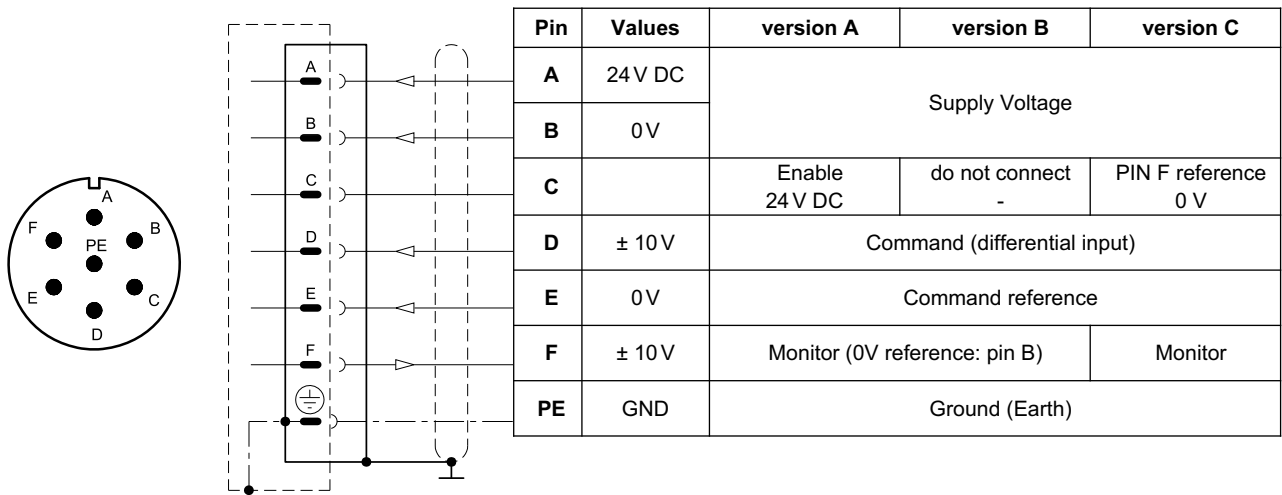 Pin Values version A version B version C
A 24 V DC Supply Voltage
B 0 V
C Enable 24 V DC do not connect - PIN F reference 0 V
D ± 10 V Command (differential input)
E 0 V Command reference
F ± 10 V Monitor (0V reference: pin B) Monitor
PE GND Ground (Earth)
A
B
C
D
E
F
A
F
B
PE
E
C
D